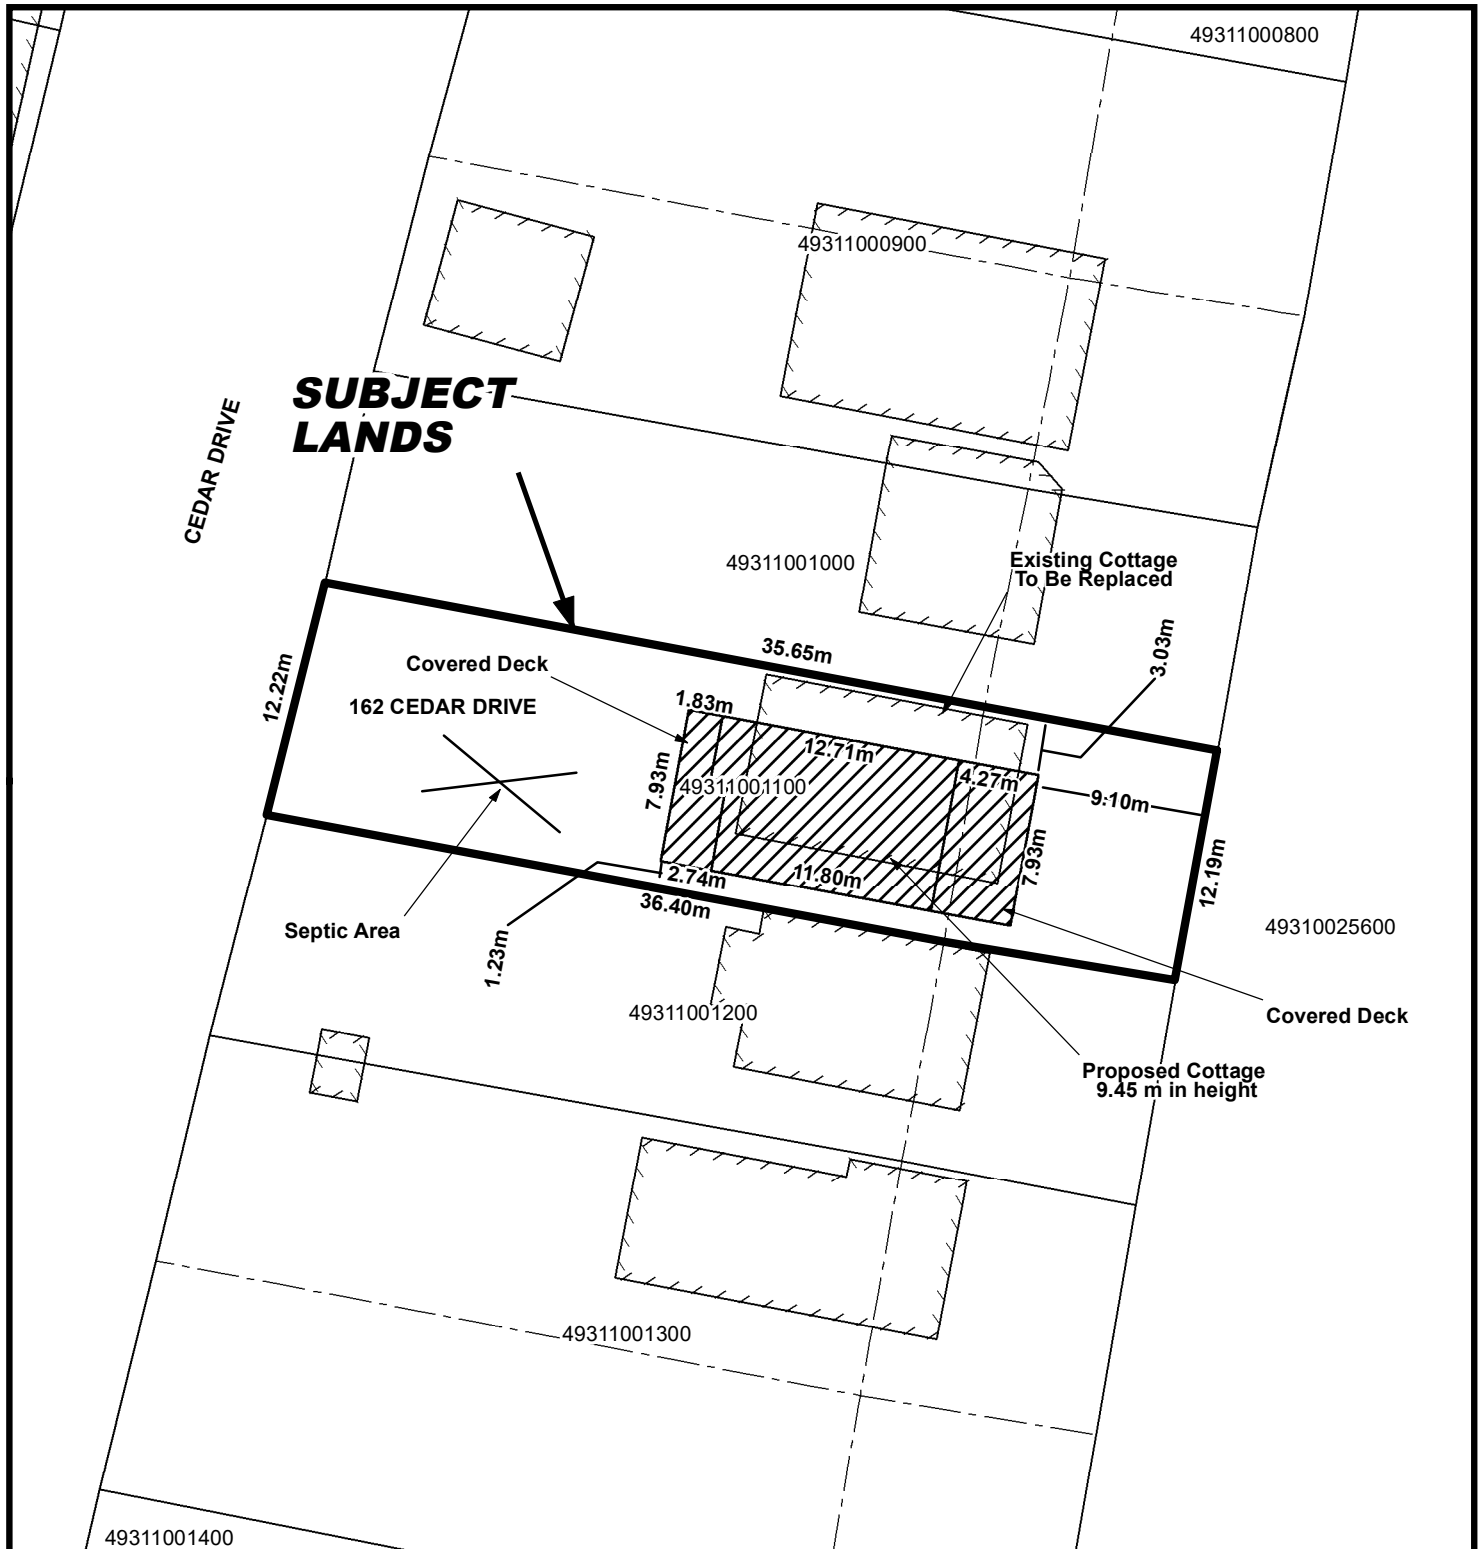 49311000800
49311000900
SUBJECT
LANDS
CEDAR DRIVE
49311001000
Existing Cottage
To Be Replaced
3.03m
35.65m
Covered Deck
12.22m
162 CEDAR DRIVE
1.83m
12.71m
4.27m
7.93m
49311001100
9.10m
7.93m
12.19m
2.74m
11.80m
36.40m
Septic Area
1.23m
49310025600
49311001200
Covered Deck
Proposed Cottage
9.45 m in height
49311001300
49311001400